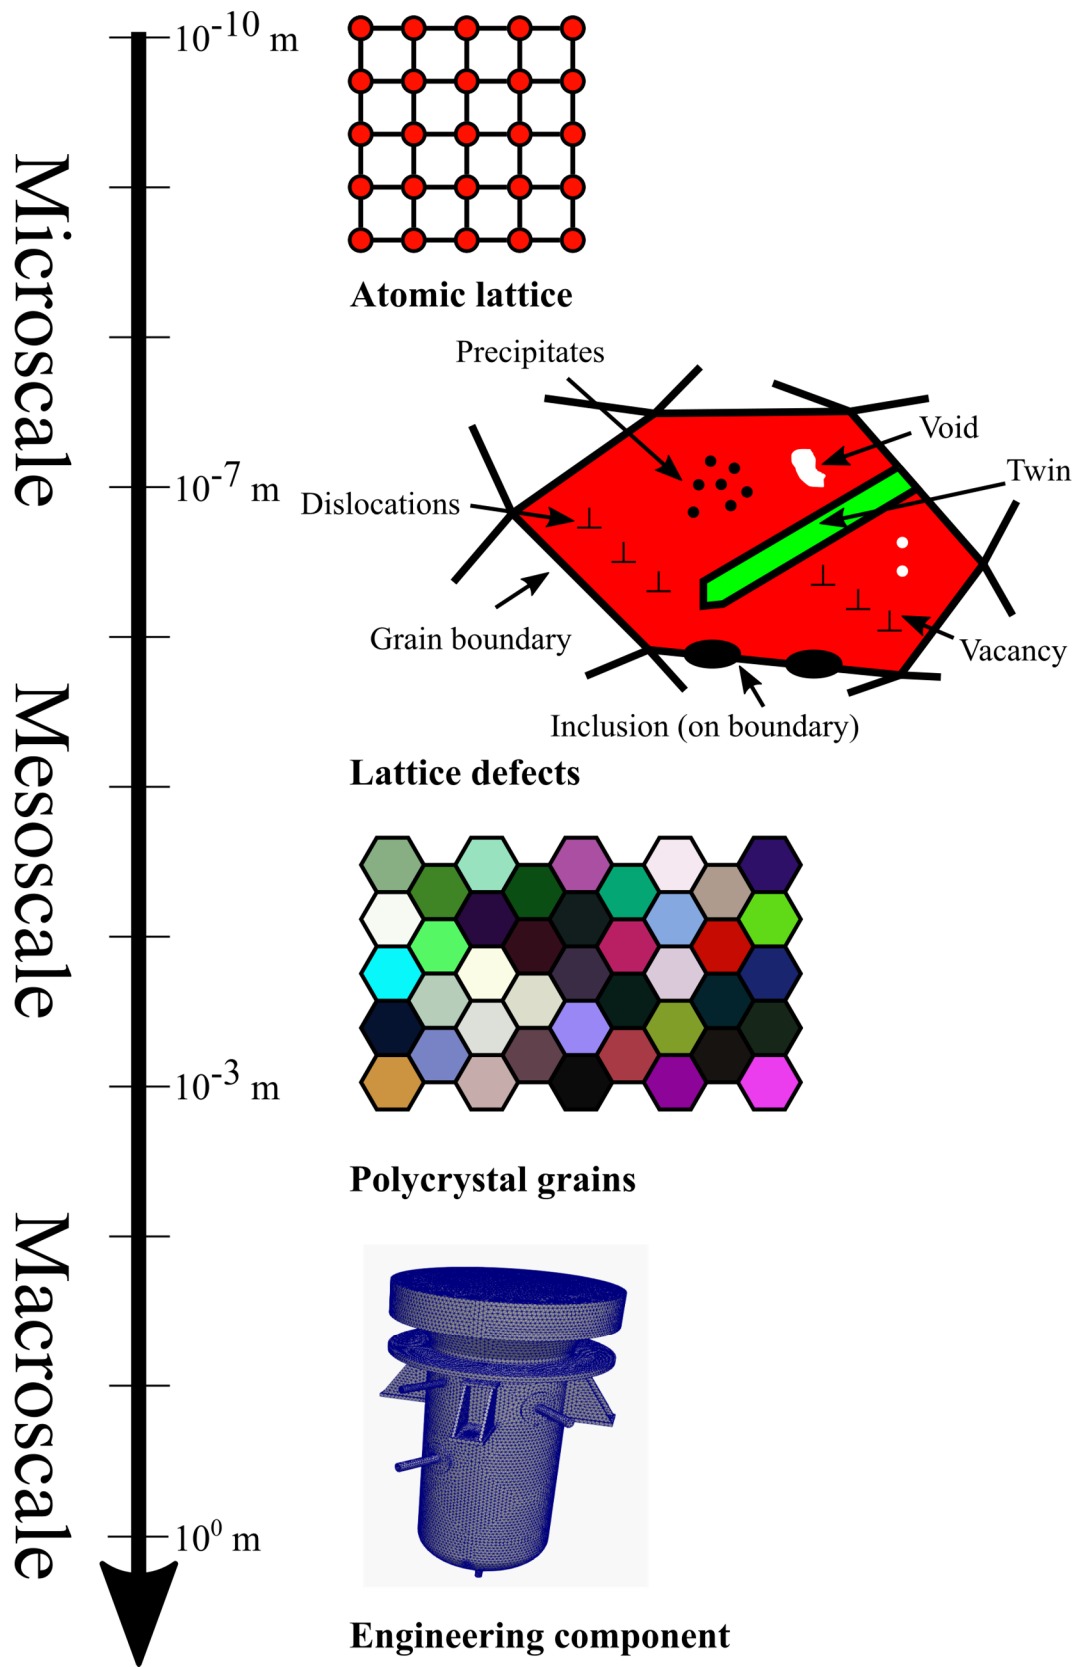 10⁻¹⁰ m
Microscale
Atomic lattice
Precipitates
Void
Twin
10⁻⁷ m
Dislocations
Grain boundary
Vacancy
Inclusion (on boundary)
Lattice defects
Mesoscale
10⁻³ m
Polycrystal grains
Macroscale
10⁰ m
Engineering component